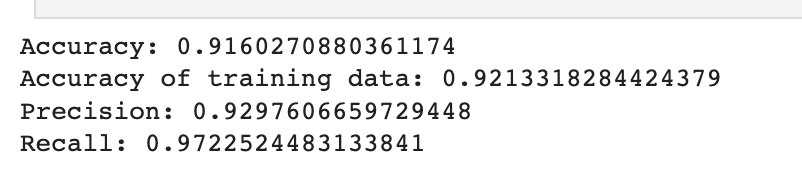 Accuracy: 0.9160270880361174
Accuracy of training data: 0.9213318284424379
Precision: 0.9297606659729448
Recall: 0.9722524483133841